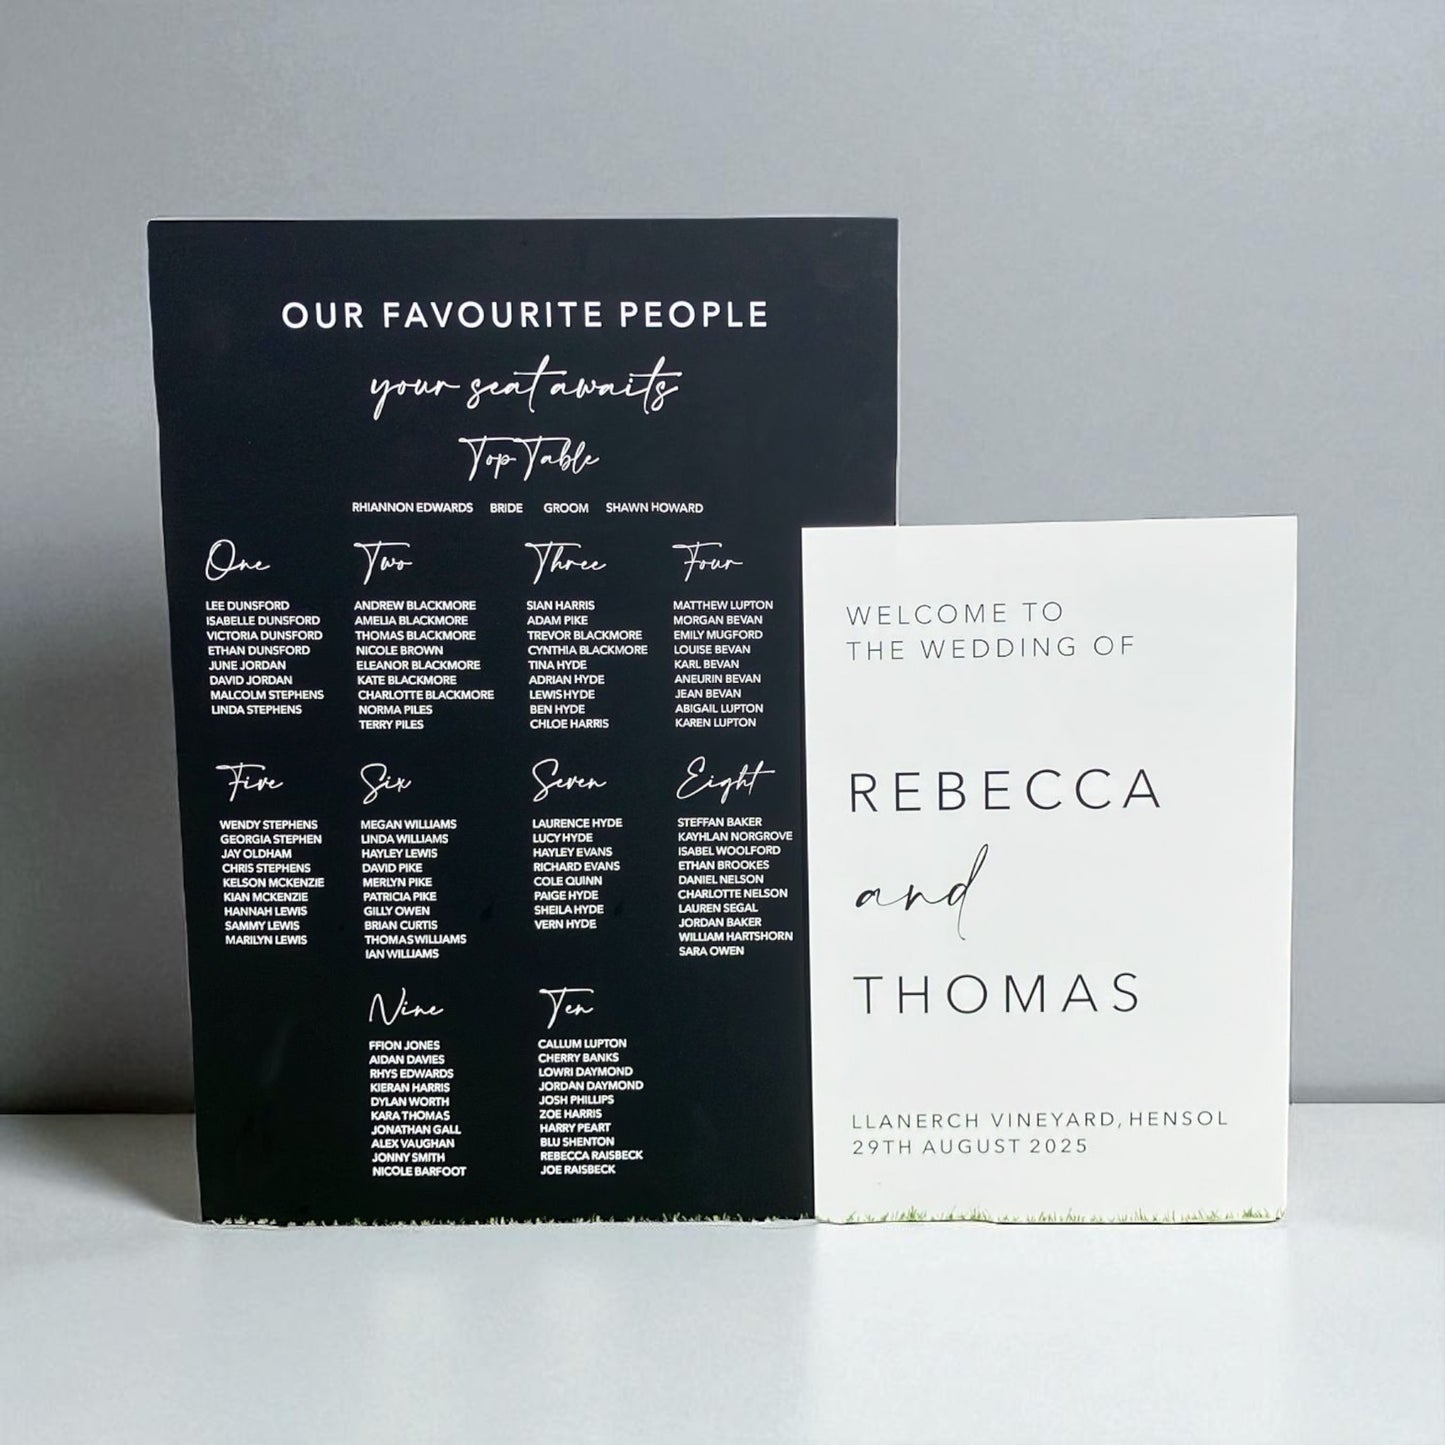 OUR FAVOURITE PEOPLE
your seat awaits
Top Table
RHIANNON EDWARDS BRIDE GROOM SHAWN HOWARD
One
LEE DUNSFORD
ISABELLE DUNSFORD
VICTORIA DUNSFORD
ETHAN DUNSFORD
JUNE JORDAN
DAVID JORDAN
MALCOLM STEPHENS
LINDA STEPHENS
Two
ANDREW BLACKMORE
AMELIA BLACKMORE
THOMAS BLACKMORE
NICOLE BROWN
ELEANOR BLACKMORE
KATE BLACKMORE
CHARLOTTE BLACKMORE
NORMA PILES
TERRY PILES
Three
SIAN HARRIS
ADAM PIKE
TREVOR BLACKMORE
CYNTHIA BLACKMORE
TINA HYDE
ADRIAN HYDE
LEWIS HYDE
BEN HYDE
CHLOE HARRIS
Four
MATTHEW LUPTON
MORGAN BEVAN
EMILY MUGFORD
LOUISE BEVAN
KARL BEVAN
ANEURIN BEVAN
JEAN BEVAN
ABIGAIL LUPTON
KAREN LUPTON
Five
WENDY STEPHENS
GEORGIA STEPHEN
JAY OLDHAM
CHRIS STEPHENS
KELSON MCKENZIE
KIAN MCKENZIE
HANNAH LEWIS
SAMMY LEWIS
MARILYN LEWIS
Six
MEGAN WILLIAMS
LINDA WILLIAMS
HAYLEY LEWIS
DAVID PIKE
MERLYN PIKE
PATRICIA PIKE
GILLY OWEN
BRIAN CURTIS
THOMAS WILLIAMS
IAN WILLIAMS
Seven
LAURENCE HYDE
LUCY HYDE
HAYLEY EVANS
RICHARD EVANS
COLE QUINN
PAIGE HYDE
SHEILA HYDE
VERN HYDE
Eight
STEFFAN BAKER
KAYHLAN NORGROVE
ISABEL WOOLFORD
ETHAN BROOKES
DANIEL NELSON
CHARLOTTE NELSON
LAUREN SEGAL
JORDAN BAKER
WILLIAM HARTSHORN
SARA OWEN
Nine
FFION JONES
AIDAN DAVIES
RHYS EDWARDS
KIERAN HARRIS
DYLAN WORTH
KARA THOMAS
JONATHAN GALL
ALEX VAUGHAN
JONNY SMITH
NICOLE BARFOOT
Ten
CALLUM LUPTON
CHERRY BANKS
LOWRI DAYMOND
JORDAN DAYMOND
JOSH PHILLIPS
ZOE HARRIS
HARRY PEART
BLU SHENTON
REBECCA RAISBECK
JOE RAISBECK
WELCOME TO
THE WEDDING OF
REBECCA
and
THOMAS
LLANERCH VINEYARD, HENSOL
29TH AUGUST 2025